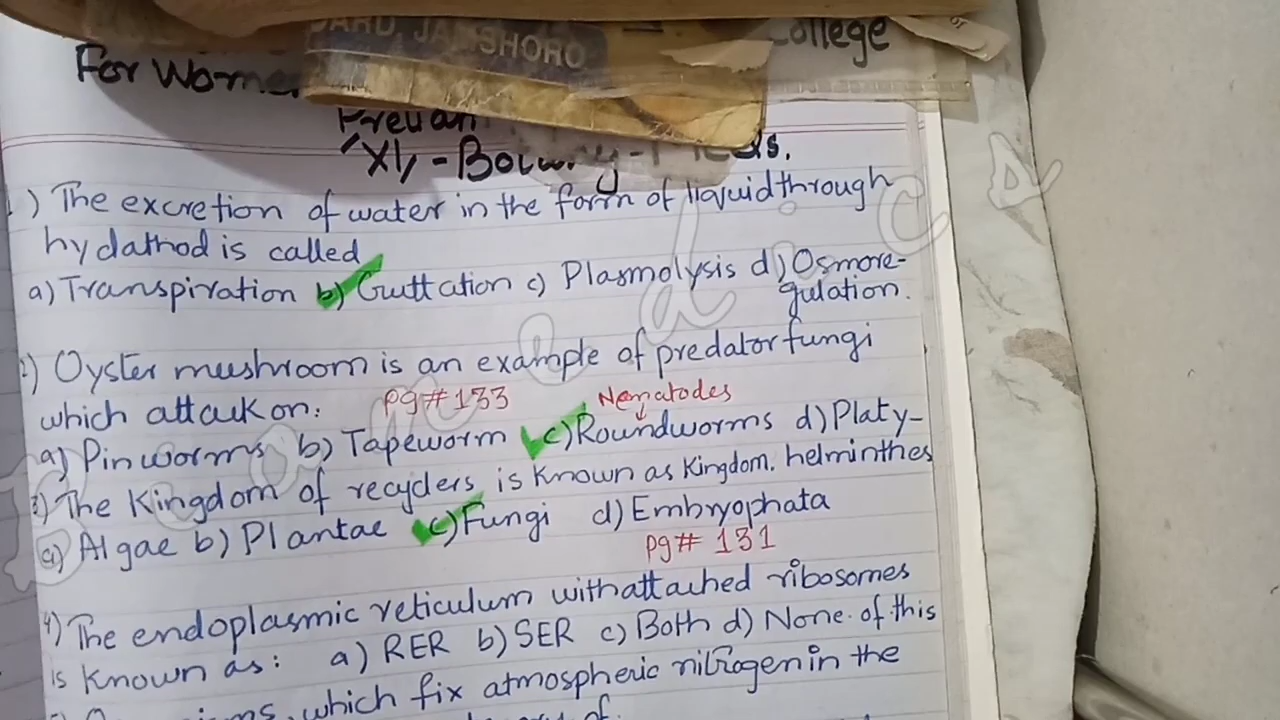 JAMSHORO
College
For Women
XI, - Botany -
1) The excretion of water in the form of liquid through
hydathod is called
a) Transpiration b) Guttation c) Plasmolysis d) Osmore-
gulation.
2) Oyster mushroom is an example of predator fungi
which attack on: pg# 133 Nematodes
a) Pinworms b) Tapeworm c) Roundworms d) Platy-
helminthes
3) The Kingdom of recyclers is known as Kingdom.
a) Algae b) Plantae c) Fungi d) Embryophata
pg# 131
4) The endoplasmic reticulum with attached ribosomes
is known as: a) RER b) SER c) Both d) None of this
which fix atmospheric nitrogen in the